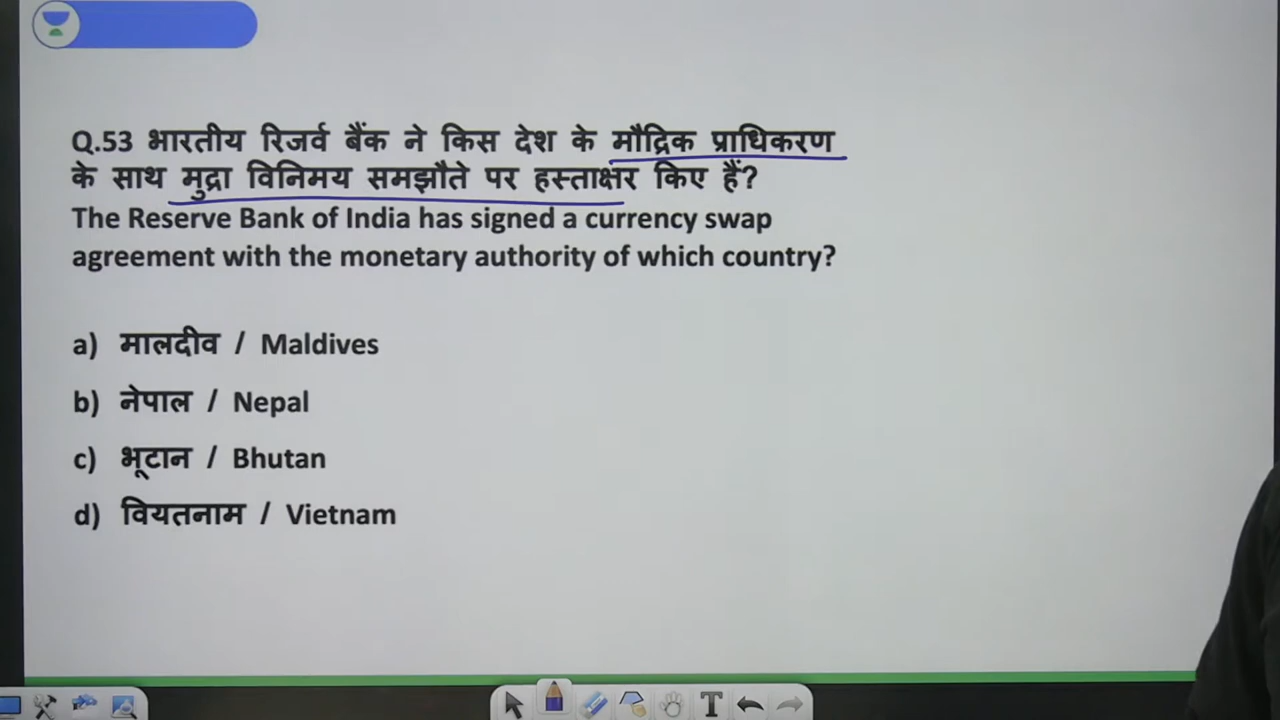 Q.53 भारतीय रिजर्व बैंक ने किस देश के मौद्रिक प्राधिकरण
के साथ मुद्रा विनिमय समझौते पर हस्ताक्षर किए हैं?
The Reserve Bank of India has signed a currency swap
agreement with the monetary authority of which country?
a) मालदीव / Maldives
b) नेपाल / Nepal
c) भूटान / Bhutan
d) वियतनाम / Vietnam
T